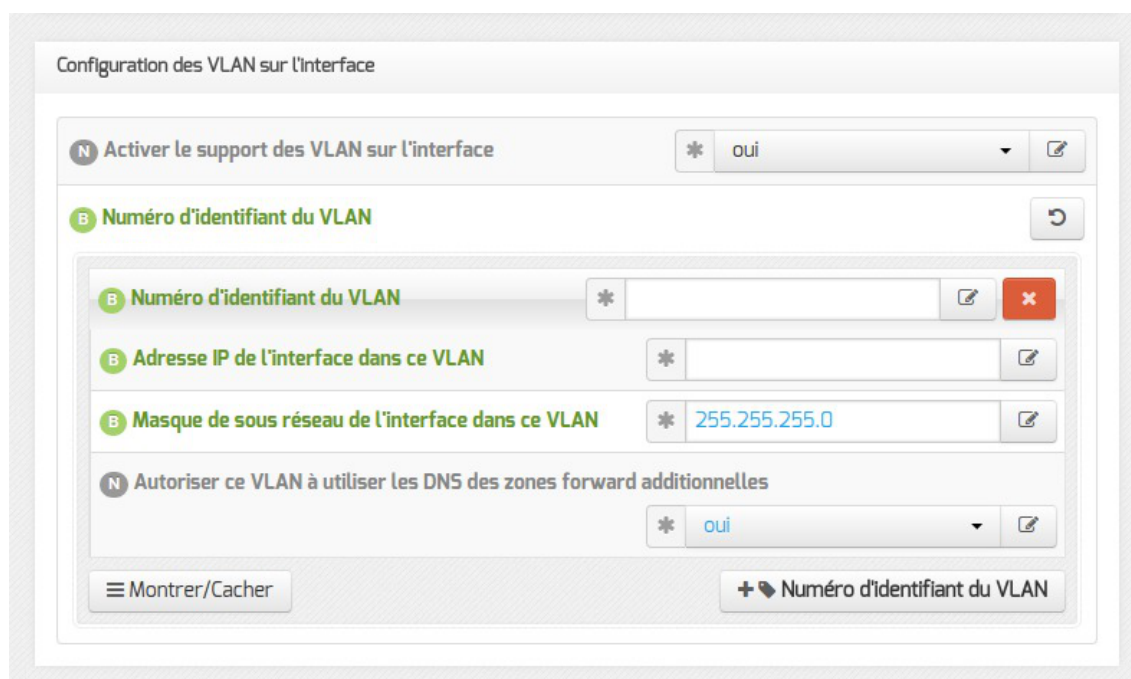 Configuration des VLAN sur l'interface
N Activer le support des VLAN sur l'interface
* oui
B Numéro d'identifiant du VLAN
B Numéro d'identifiant du VLAN
*
B Adresse IP de l'interface dans ce VLAN
*
B Masque de sous réseau de l'interface dans ce VLAN
* 255.255.255.0
N Autoriser ce VLAN à utiliser les DNS des zones forward additionnelles
* oui
Montrer/Cacher
+ Numéro d'identifiant du VLAN